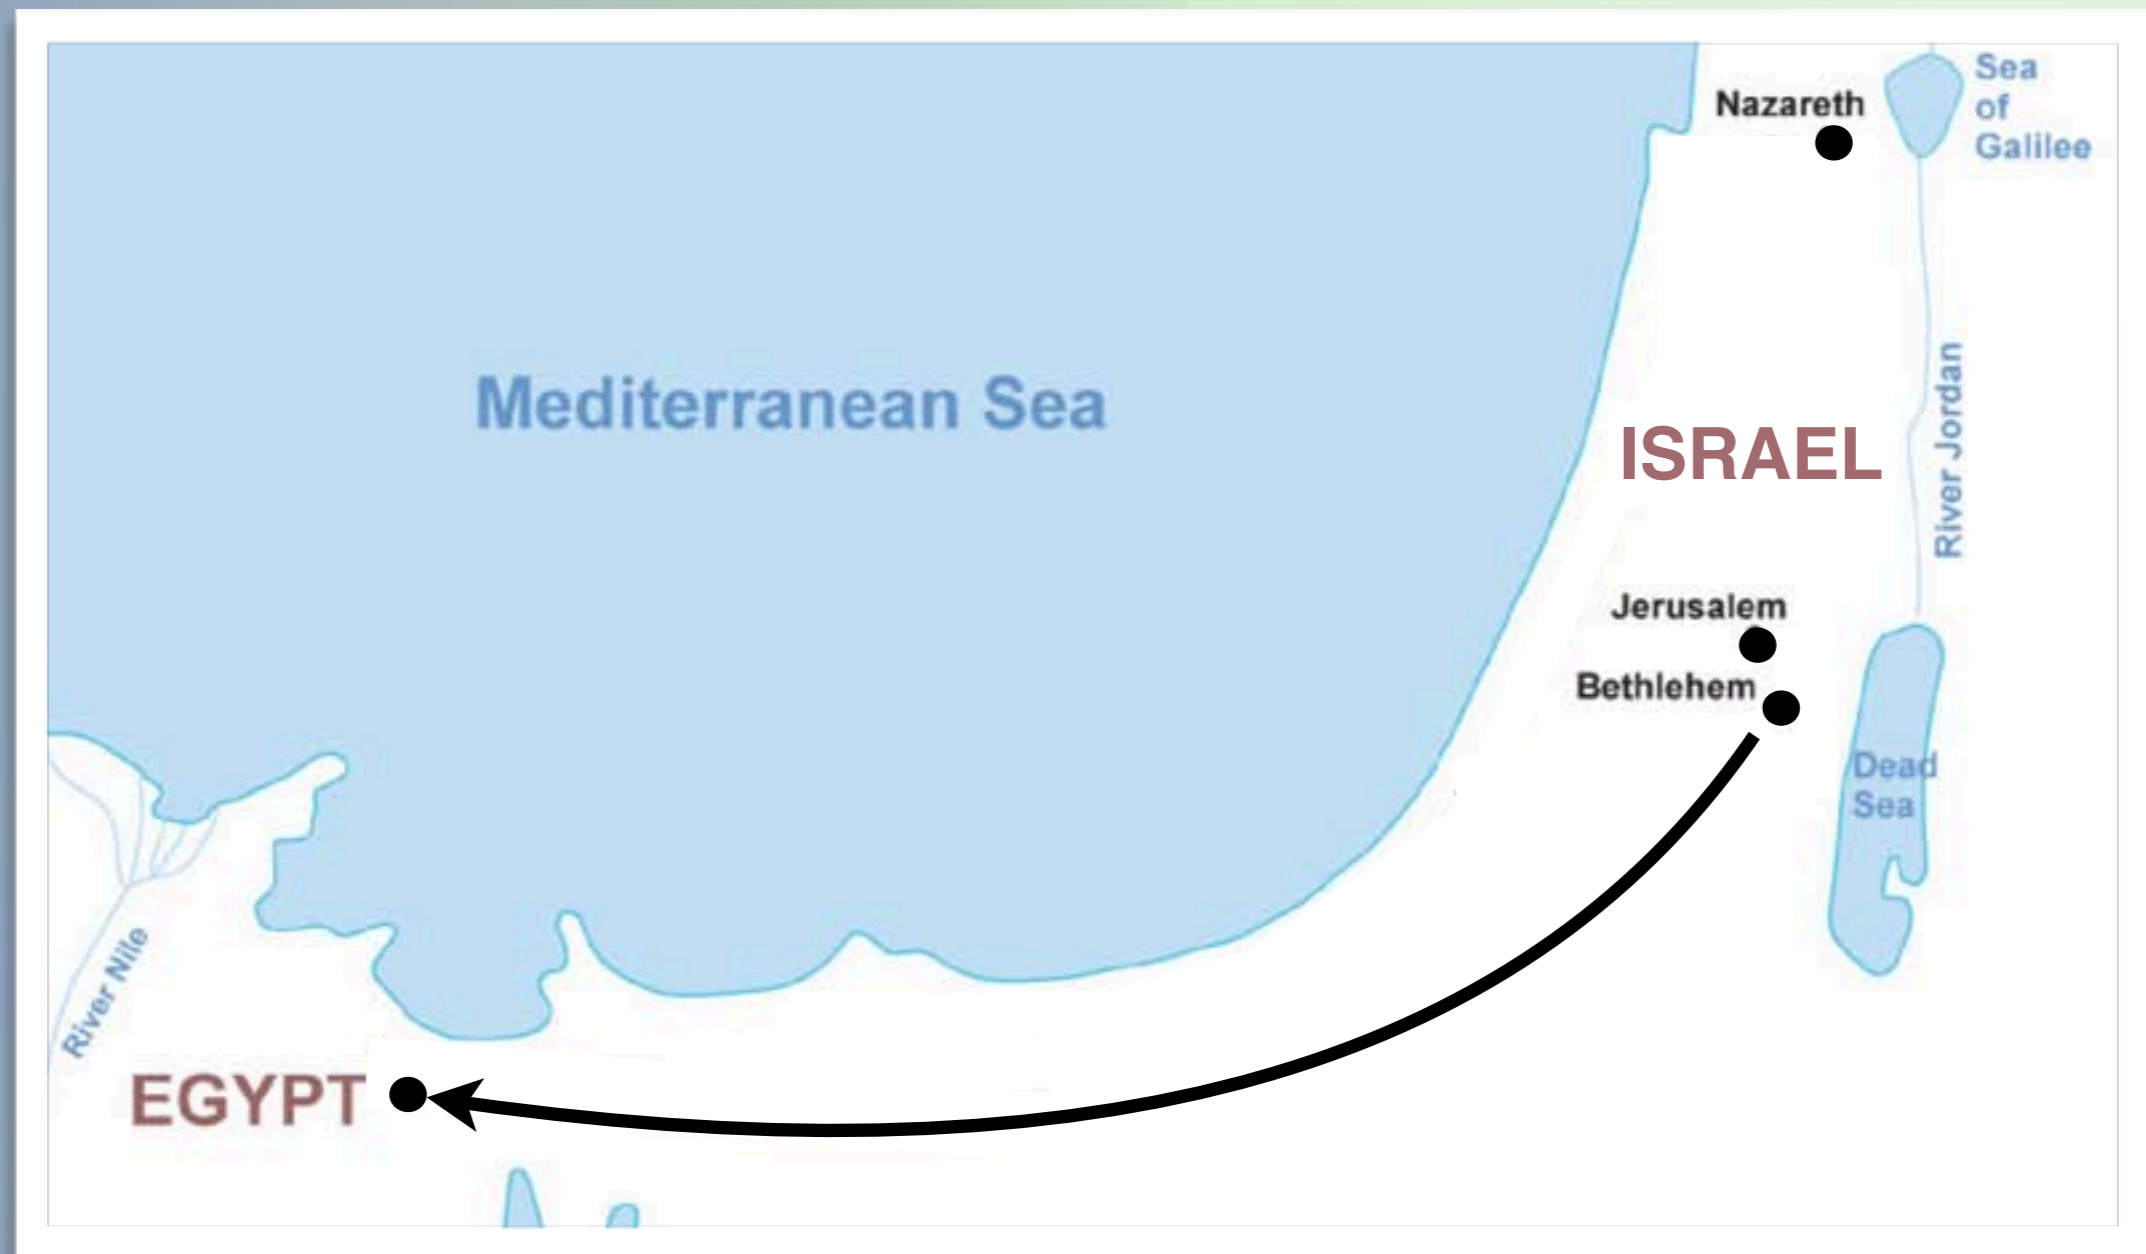 Sea
of
Galilee
Nazareth
Mediterranean Sea
ISRAEL
River Jordan
Jerusalem
Bethlehem
Dead
Sea
River Nile
EGYPT